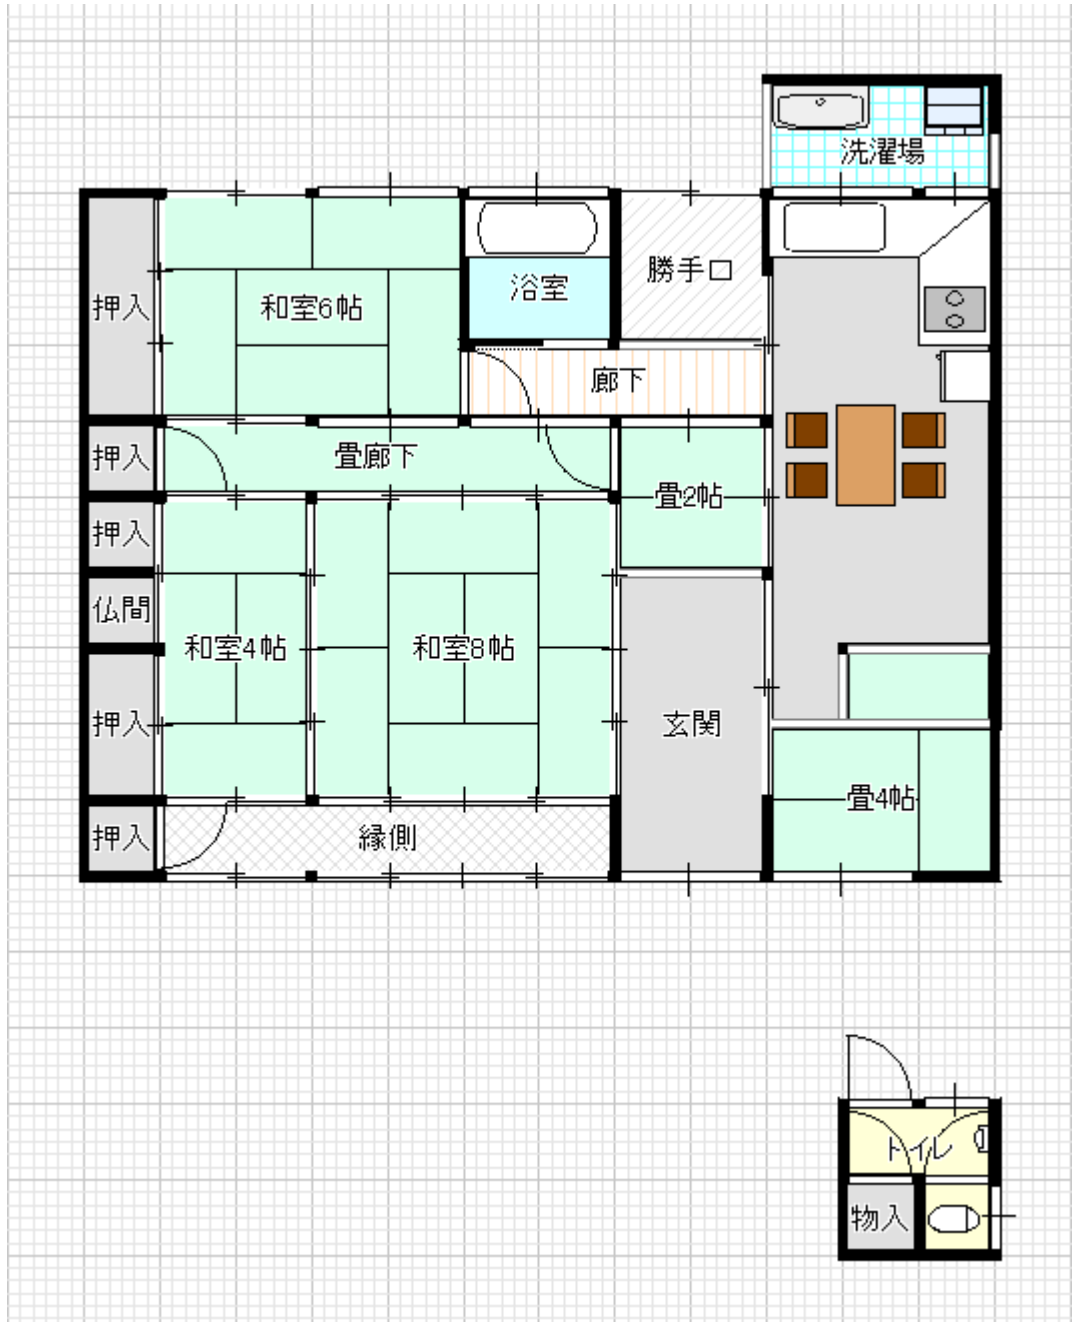 洗濯場
押入
和室6帖
浴室
勝手口
廊下
押入
畳廊下
畳2帖
押入
仏間
和室4帖
和室8帖
押入
玄関
畳4帖
押入
縁側
トイレ
物入